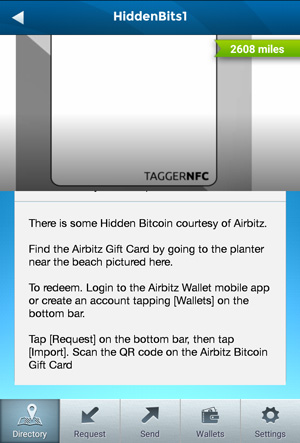 HiddenBits1
2608 miles
TAGGERNFC
There is some Hidden Bitcoin courtesy of Airbitz.
Find the Airbitz Gift Card by going to the planter
near the beach pictured here.
To redeem. Login to the Airbitz Wallet mobile app
or create an account tapping [Wallets] on the
bottom bar.
Tap [Request] on the bottom bar, then tap
[Import]. Scan the QR code on the Airbitz Bitcoin
Gift Card
Directory Request Send Wallets Settings